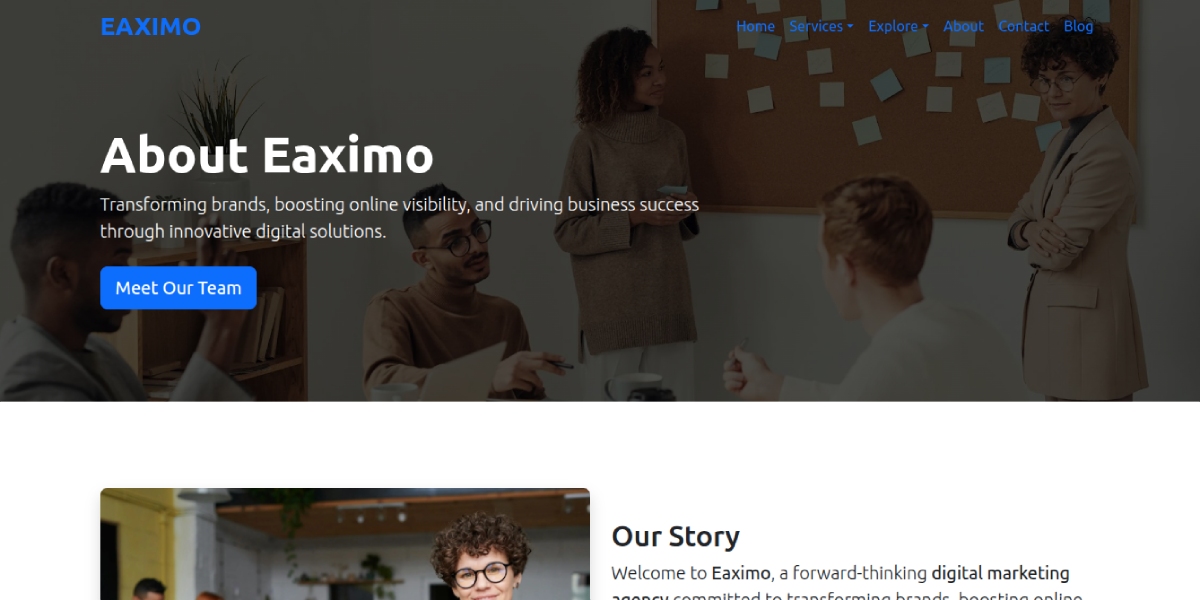 EAXIMO
Home Services Explore About Contact Blog
About Eaximo
Transforming brands, boosting online visibility, and driving business success
through innovative digital solutions.
Meet Our Team
Our Story
Welcome to Eaximo, a forward-thinking digital marketing
agency committed to transforming brands, boosting online